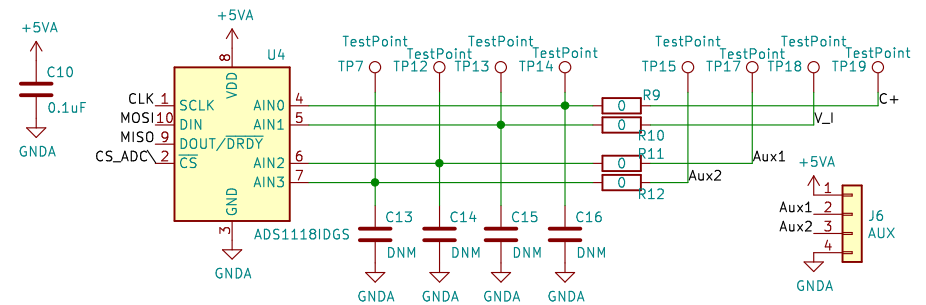 +5VA
C10
0.1uF
GNDA
+5VA
U4
8
VDD
CLK 1 SCLK
MOSI 10 DIN
MISO 9 DOUT/DRDY
CS_ADC 2 CS
AIN0 4
AIN1 5
AIN2 6
AIN3 7
GND
3
ADS1118IDGS
GNDA
TestPoint
TP7
TestPoint
TP12
TestPoint
TP13
TestPoint
TP14
TestPoint
TP15
TestPoint
TP17
TestPoint
TP18
TestPoint
TP19
0 R9
0 R10
0 R11
0 R12
C+
V_I
Aux1
Aux2
C13
DNM
GNDA
C14
DNM
GNDA
C15
DNM
GNDA
C16
DNM
GNDA
+5VA
1
Aux1 2
Aux2 3
4
J6
AUX
GNDA